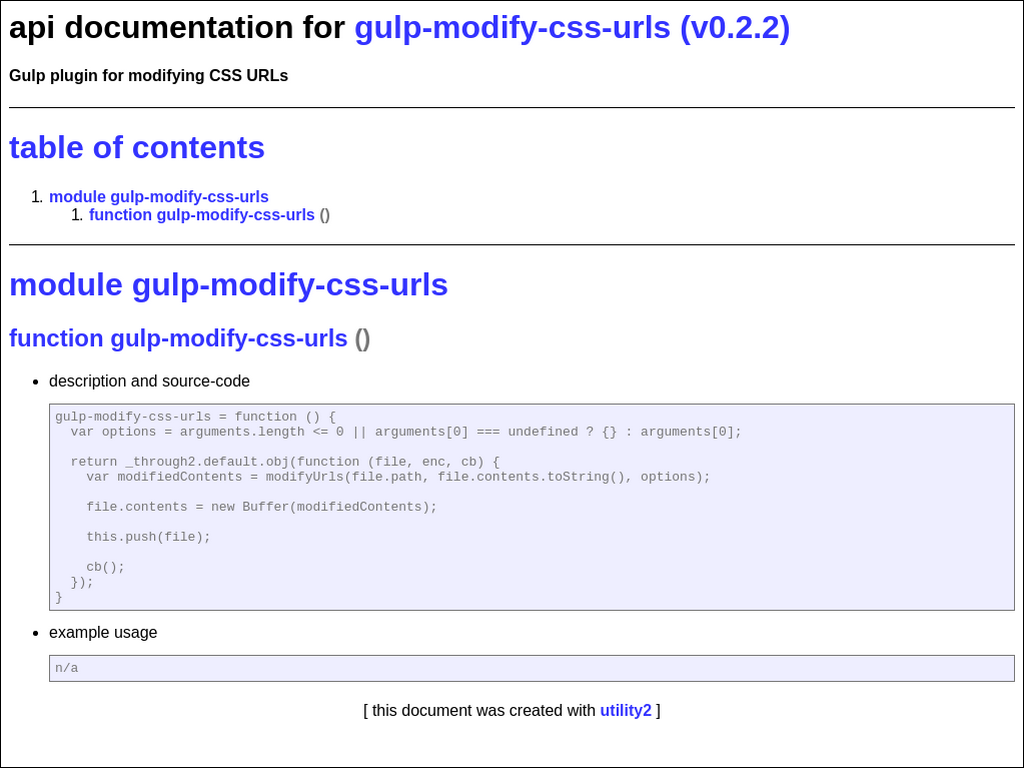 api documentation for gulp-modify-css-urls (v0.2.2)
Gulp plugin for modifying CSS URLs
table of contents
1. module gulp-modify-css-urls
1. function gulp-modify-css-urls ()
module gulp-modify-css-urls
function gulp-modify-css-urls ()
• description and source-code
gulp-modify-css-urls = function () {
  var options = arguments.length <= 0 || arguments[0] === undefined ? {} : arguments[0];
  return _through2.default.obj(function (file, enc, cb) {
    var modifiedContents = modifyUrls(file.path, file.contents.toString(), options);
    file.contents = new Buffer(modifiedContents);
    this.push(file);
    cb();
  });
}
• example usage
n/a
[ this document was created with utility2 ]